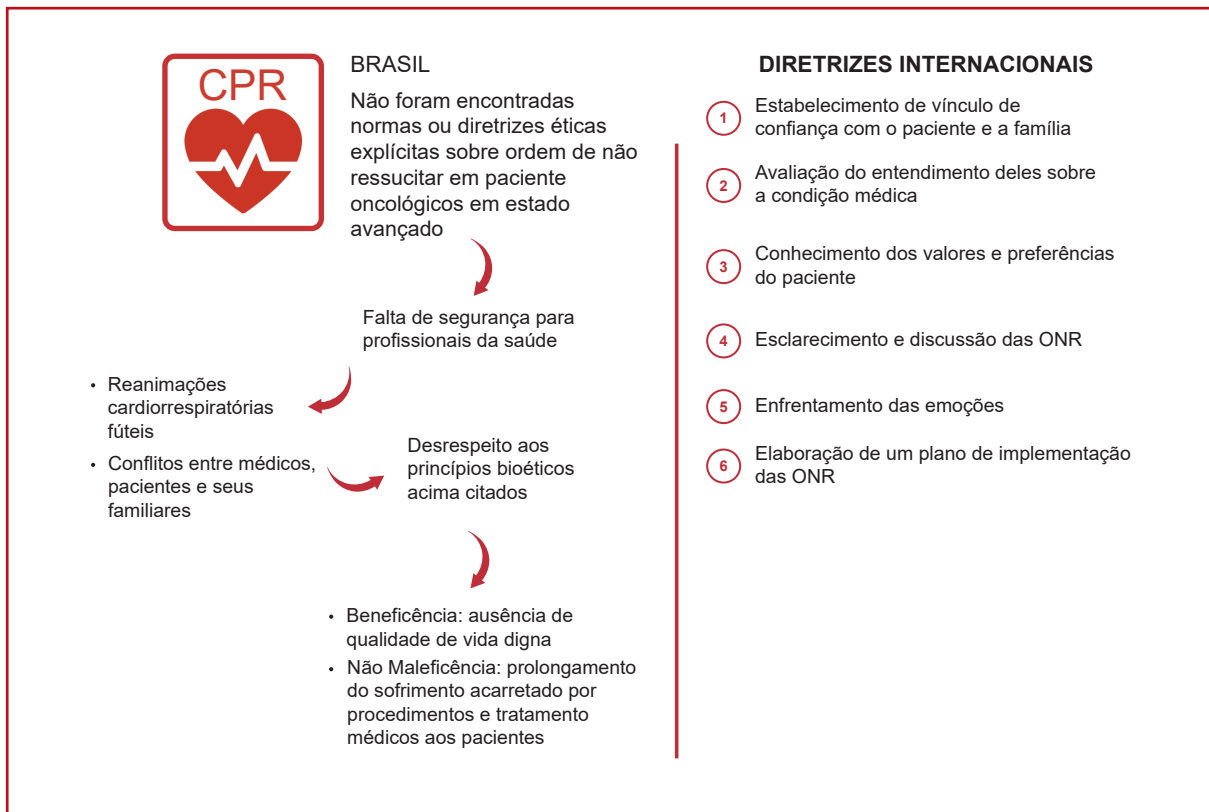 CPR
BRASIL
Não foram encontradas
normas ou diretrizes éticas
explícitas sobre ordem de não
ressucitar em paciente
oncológicos em estado
avançado
Falta de segurança para
profissionais da saúde
• Reanimações
cardiorrespiratórias
fúteis
• Conflitos entre médicos,
pacientes e seus
familiares
Desrespeito aos
princípios bioéticos
acima citados
• Beneficência: ausência de
qualidade de vida digna
• Não Maleficência: prolongamento
do sofrimento acarretado por
procedimentos e tratamento
médicos aos pacientes
DIRETRIZES INTERNACIONAIS
1 Estabelecimento de vínculo de
confiança com o paciente e a família
2 Avaliação do entendimento deles sobre
a condição médica
3 Conhecimento dos valores e preferências
do paciente
4 Esclarecimento e discussão das ONR
5 Enfrentamento das emoções
6 Elaboração de um plano de implementação
das ONR